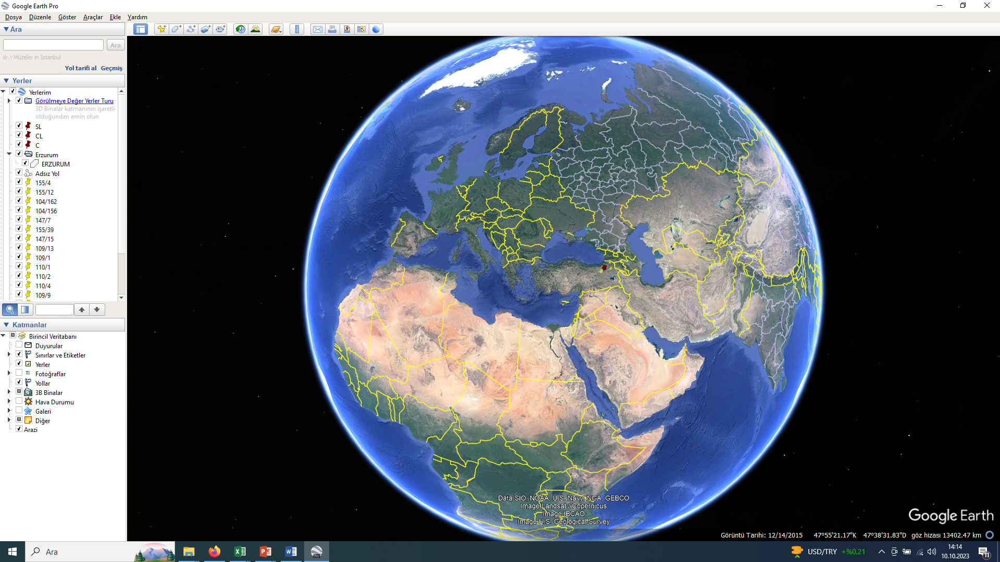 Google Earth Pro
Dosya Düzenle Göster Araçlar Ekle Yardım
Ara
Ara
ör.: Müzeler in İstanbul
Yol tarifi al Geçmiş
Yerler
Yerlerim
Görülmeye Değer Yerler Turu
3D Binalar katmanının işaretli
olduğundan emin olun
SL
CL
C
Erzurum
ERZURUM
Adsız Yol
155/4
155/12
104/162
104/156
147/7
155/39
147/15
109/13
109/1
110/1
110/2
110/4
109/9
Katmanlar
Birincil Veritabanı
Duyurular
Sınırlar ve Etiketler
Yerler
Fotoğraflar
Yollar
3B Binalar
Hava Durumu
Galeri
Diğer
Arazi
Data SIO, NOAA, U.S. Navy, NGA, GEBCO
Image Landsat / Copernicus
Image IBCAO
Image U.S. Geological Survey
Google Earth
Görüntü Tarihi: 12/14/2015 47°55'21.17"K 47°38'31.83"D göz hizası 13402.47 km
Ara
USD/TRY +%0,21
14:14
10.10.2023
11